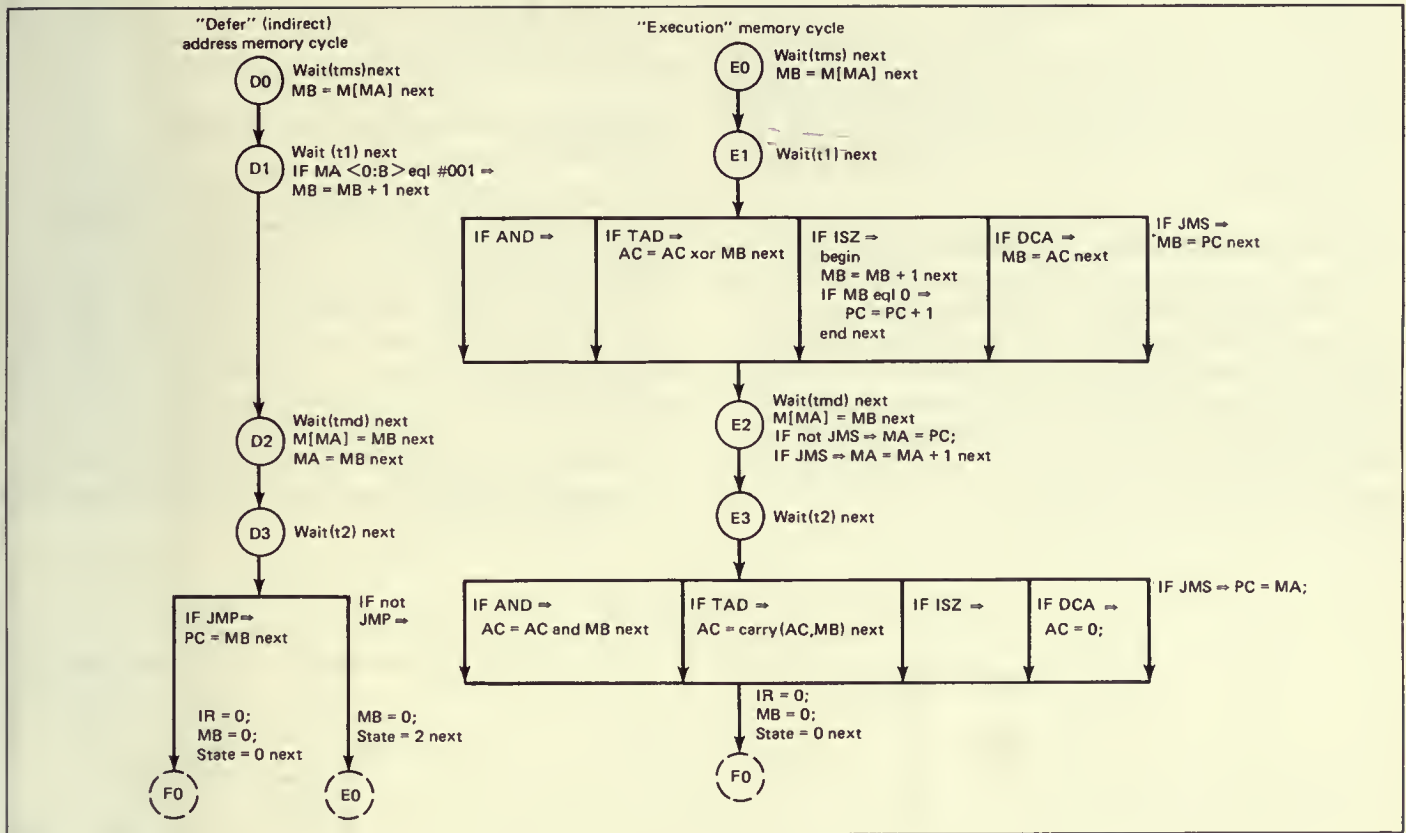 "Defer" (indirect)
address memory cycle
D0
Wait(tms)next
MB = M[MA] next
D1
Wait (t1) next
IF MA <0:B> eql #001 ⇒
MB = MB + 1 next
D2
Wait(tmd) next
M[MA] = MB next
MA = MB next
D3
Wait(t2) next
IF JMP⇒
PC = MB next
IF not
JMP ⇒
IR = 0;
MB = 0;
State = 0 next
MB = 0;
State = 2 next
F0
E0
"Execution" memory cycle
E0
Wait(tms) next
MB = M[MA] next
E1
Wait(t1) next
IF AND ⇒
IF TAD ⇒
AC = AC xor MB next
IF ISZ ⇒
begin
MB = MB + 1 next
IF MB eql 0 ⇒
PC = PC + 1
end next
IF DCA ⇒
MB = AC next
IF JMS ⇒
MB = PC next
E2
Wait(tmd) next
M[MA] = MB next
IF not JMS ⇒ MA = PC;
IF JMS ⇒ MA = MA + 1 next
E3
Wait(t2) next
IF AND ⇒
AC = AC and MB next
IF TAD ⇒
AC = carry(AC,MB) next
IF ISZ ⇒
IF DCA ⇒
AC = 0;
IF JMS ⇒ PC = MA;
IR = 0;
MB = 0;
State = 0 next
F0